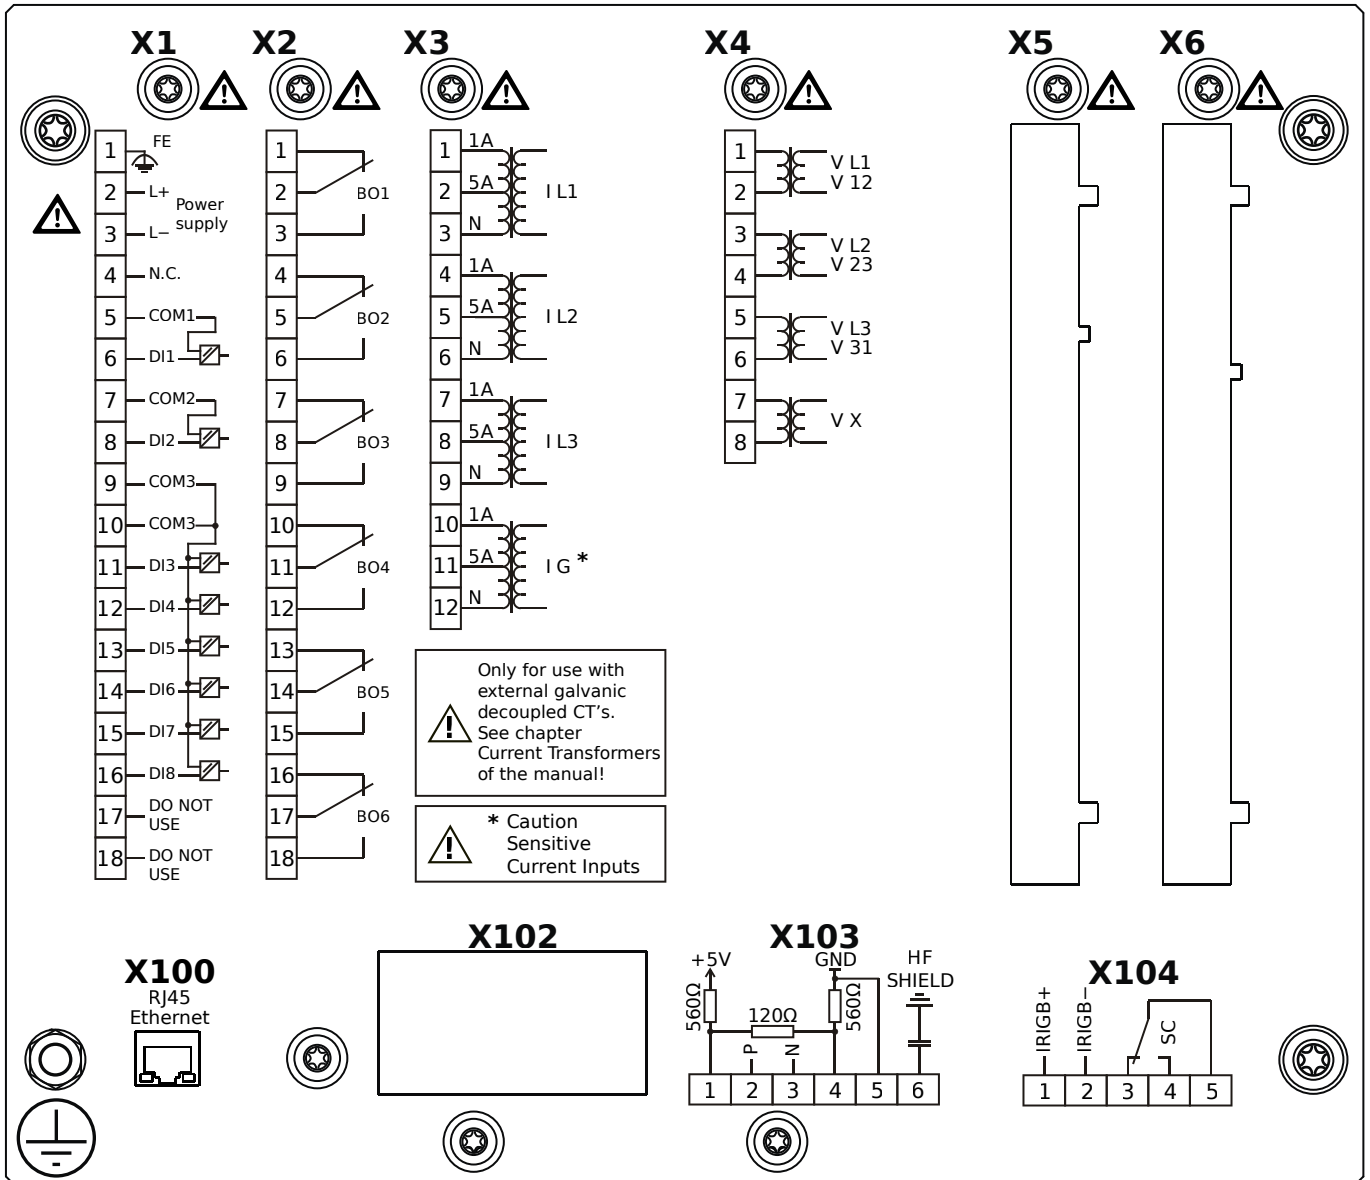 X1 X2 X3 X4 X5 X6
1 FE
2 L+
Power
supply
3 L−
4 N.C.
5 COM1
6 DI1
7 COM2
8 DI2
9 COM3
10 COM3
11 DI3
12 DI4
13 DI5
14 DI6
15 DI7
16 DI8
17 DO NOT
USE
18 DO NOT
USE
1
2 BO1
3
4
5 BO2
6
7
8 BO3
9
10
11 BO4
12
13
14 BO5
15
16
17 BO6
18
1 1A
2 5A I L1
3 N
4 1A
5 5A I L2
6 N
7 1A
8 5A I L3
9 N
10 1A
11 5A I G *
12 N
Only for use with
external galvanic
decoupled CT's.
See chapter
Current Transformers
of the manual!
* Caution
Sensitive
Current Inputs
1 V L1
2 V 12
3 V L2
4 V 23
5 V L3
6 V 31
7 V X
8
X100
RJ45
Ethernet
X102
X103
+5V GND HF
SHIELD
560Ω 120Ω 560Ω
P N
1 2 3 4 5 6
X104
IRIGB+ IRIGB− SC
1 2 3 4 5